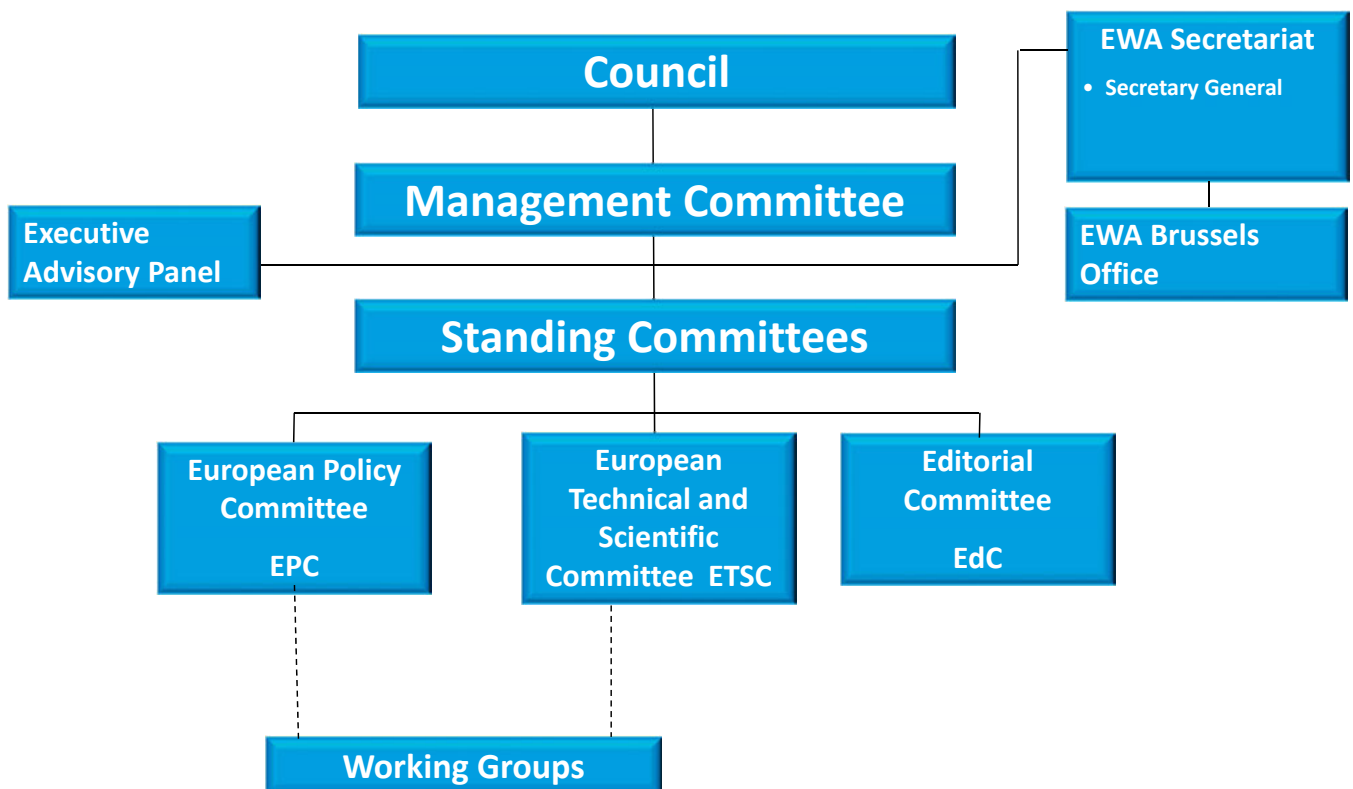 Council
EWA Secretariat
• Secretary General
Management Committee
Executive
Advisory Panel
EWA Brussels
Office
Standing Committees
European Policy
Committee
EPC
European
Technical and
Scientific
Committee ETSC
Editorial
Committee
EdC
Working Groups